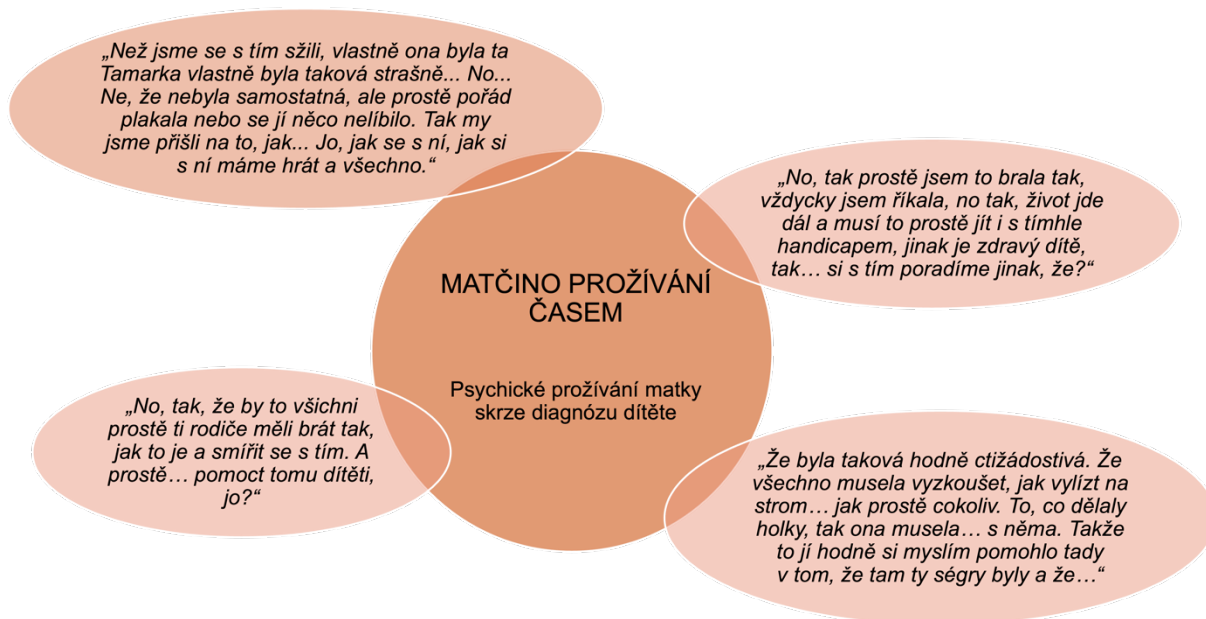 „Než jsme se s tím sžili, vlastně ona byla ta
Tamarka vlastně byla taková strašně... No...
Ne, že nebyla samostatná, ale prostě pořád
plakala nebo se jí něco nelíbilo. Tak my
jsme přišli na to, jak... Jo, jak se s ní, jak si
s ní máme hrát a všechno.“
„No, tak prostě jsem to brala tak,
vždycky jsem říkala, no tak, život jde
dál a musí to prostě jít i s tímhle
handicapem, jinak je zdravý dítě,
tak… si s tím poradíme jinak, že?“
MATČINO PROŽÍVÁNÍ
ČASEM
Psychické prožívání matky
skrze diagnózu dítěte
„No, tak, že by to všichni
prostě ti rodiče měli brát tak,
jak to je a smířit se s tím. A
prostě… pomoct tomu dítěti,
jo?“
„Že byla taková hodně ctižádostivá. Že
všechno musela vyzkoušet, jak vylízt na
strom… jak prostě cokoliv. To, co dělaly
holky, tak ona musela… s něma. Takže
to jí hodně si myslím pomohlo tady
v tom, že tam ty ségry byly a že…“